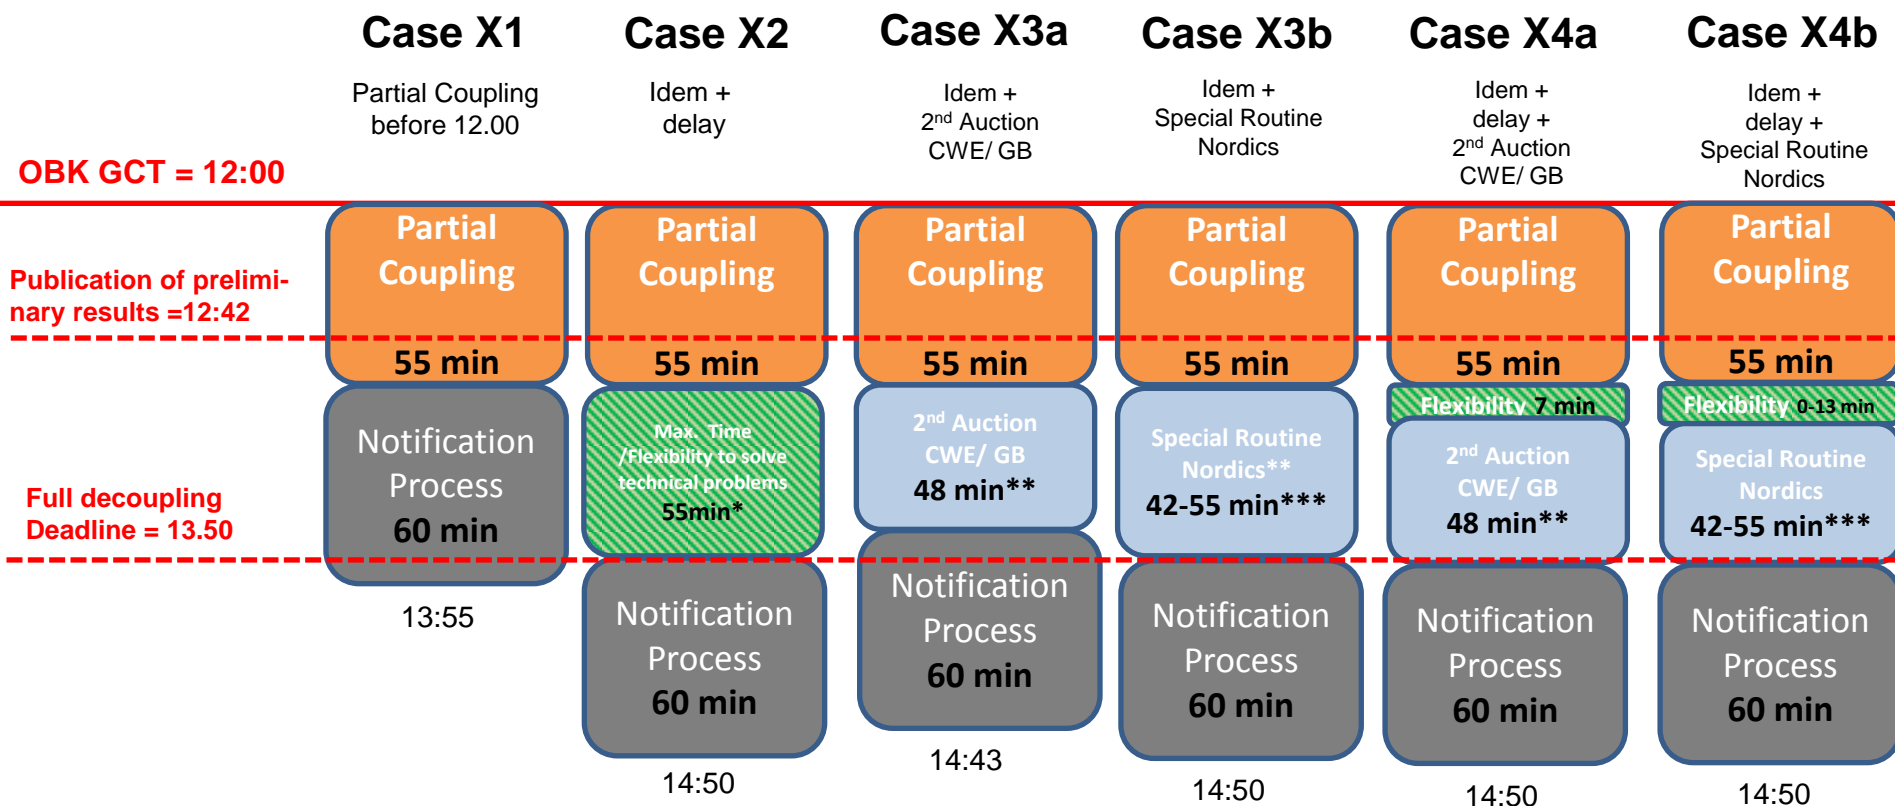 Case X1
Partial Coupling
before 12.00
Case X2
Idem +
delay
Case X3a
Idem +
2nd Auction
CWE/ GB
Case X3b
Idem +
Special Routine
Nordics
Case X4a
Idem +
delay +
2nd Auction
CWE/ GB
Case X4b
Idem +
delay +
Special Routine
Nordics
OBK GCT = 12:00
Publication of prelimi-
nary results =12:42
Full decoupling
Deadline = 13.50
Partial
Coupling
55 min
Notification
Process
60 min
13:55
Partial
Coupling
55 min
Max. Time
/Flexibility to solve
technical problems
55min*
Notification
Process
60 min
14:50
Partial
Coupling
55 min
2nd Auction
CWE/ GB
48 min**
Notification
Process
60 min
14:43
Partial
Coupling
55 min
Special Routine
Nordics**
42-55 min***
Notification
Process
60 min
14:50
Partial
Coupling
55 min
Flexibility 7 min
2nd Auction
CWE/ GB
48 min**
Notification
Process
60 min
14:50
Partial
Coupling
55 min
Flexibility 0-13 min
Special Routine
Nordics
42-55 min***
Notification
Process
60 min
14:50